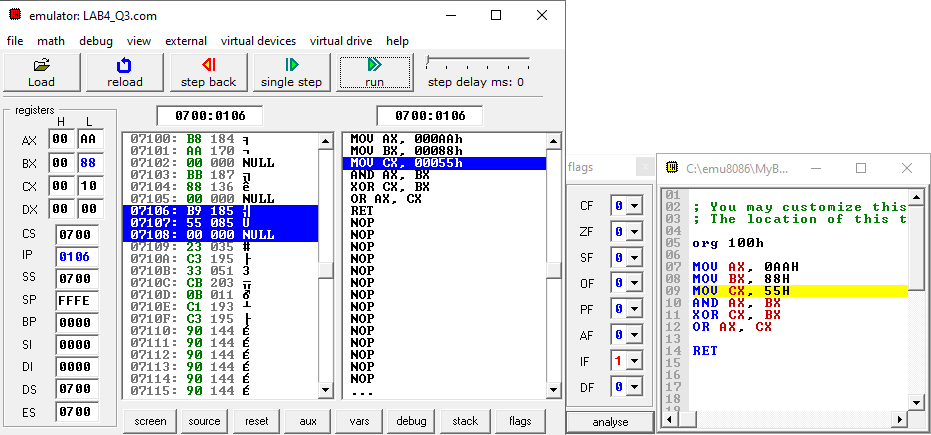 emulator: LAB4_Q3.com
file math debug view external virtual devices virtual drive help
Load reload step back single step run step delay ms: 0
registers
H L
AX 00 AA
BX 00 88
CX 00 10
DX 00 00
CS 0700
IP 0106
SS 0700
SP FFFE
BP 0000
SI 0000
DI 0000
DS 0700
ES 0700
0700:0106
07100: B8 184 ╕
07101: AA 170 ¬
07102: 00 000 NULL
07103: BB 187 ╗
07104: 88 136 ê
07105: 00 000 NULL
07106: B9 185 ╣
07107: 55 085 U
07108: 00 000 NULL
07109: 23 035 #
0710A: C3 195 ├
0710B: 33 051 3
0710C: CB 203 ╦
0710D: 0B 011 ♂
0710E: C1 193 ┴
0710F: C3 195 ├
07110: 90 144 É
07111: 90 144 É
07112: 90 144 É
07113: 90 144 É
07114: 90 144 É
07115: 90 144 É
0700:0106
MOV AX, 000AAh
MOV BX, 00088h
MOV CX, 00055h
AND AX, BX
XOR CX, BX
OR AX, CX
RET
NOP
NOP
NOP
NOP
NOP
NOP
NOP
NOP
NOP
NOP
NOP
NOP
NOP
NOP
...
screen source reset aux vars debug stack flags
flags
CF 0
ZF 0
SF 0
OF 0
PF 0
AF 0
IF 1
DF 0
analyse
C:\emu8086\MyB...
01
02 ; You may customize this
03 ; The location of this t
04
05 org 100h
06
07 MOV AX, 0AAH
08 MOV BX, 88H
09 MOV CX, 55H
10 AND AX, BX
11 XOR CX, BX
12 OR AX, CX
13
14 RET
15
16
17
18